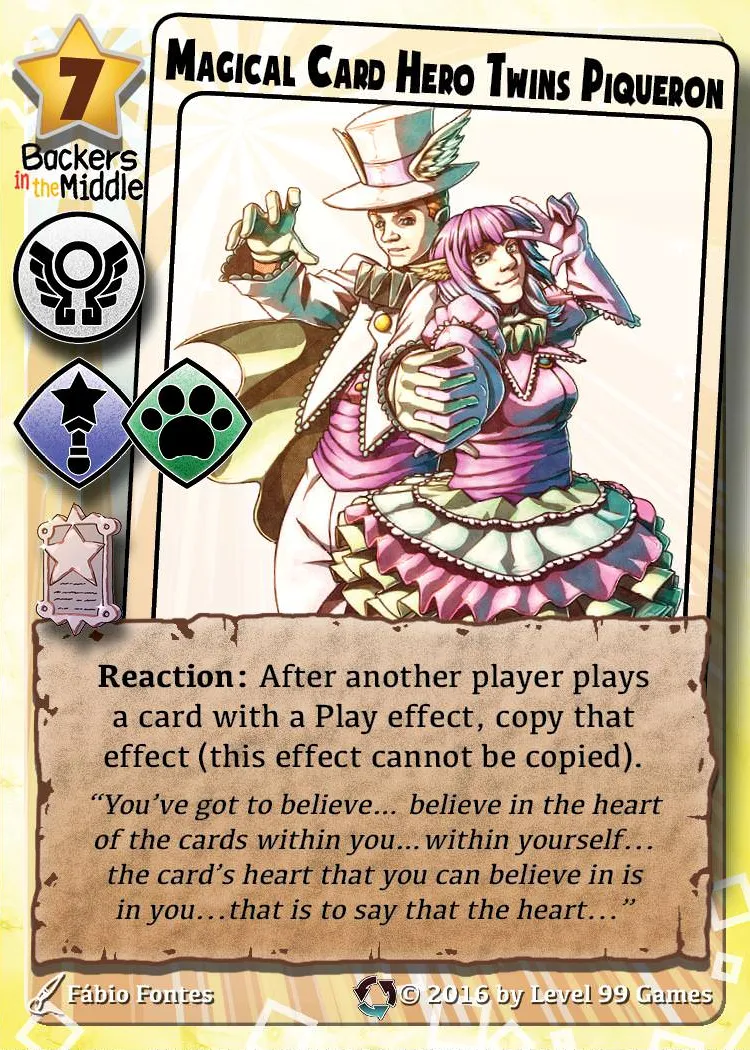 7
Magical Card Hero Twins Piqueron
Backers
in the Middle
Reaction: After another player plays
a card with a Play effect, copy that
effect (this effect cannot be copied).
“You’ve got to believe... believe in the heart
of the cards within you...within yourself...
the card’s heart that you can believe in is
in you...that is to say that the heart...”
Fábio Fontes
© 2016 by Level 99 Games